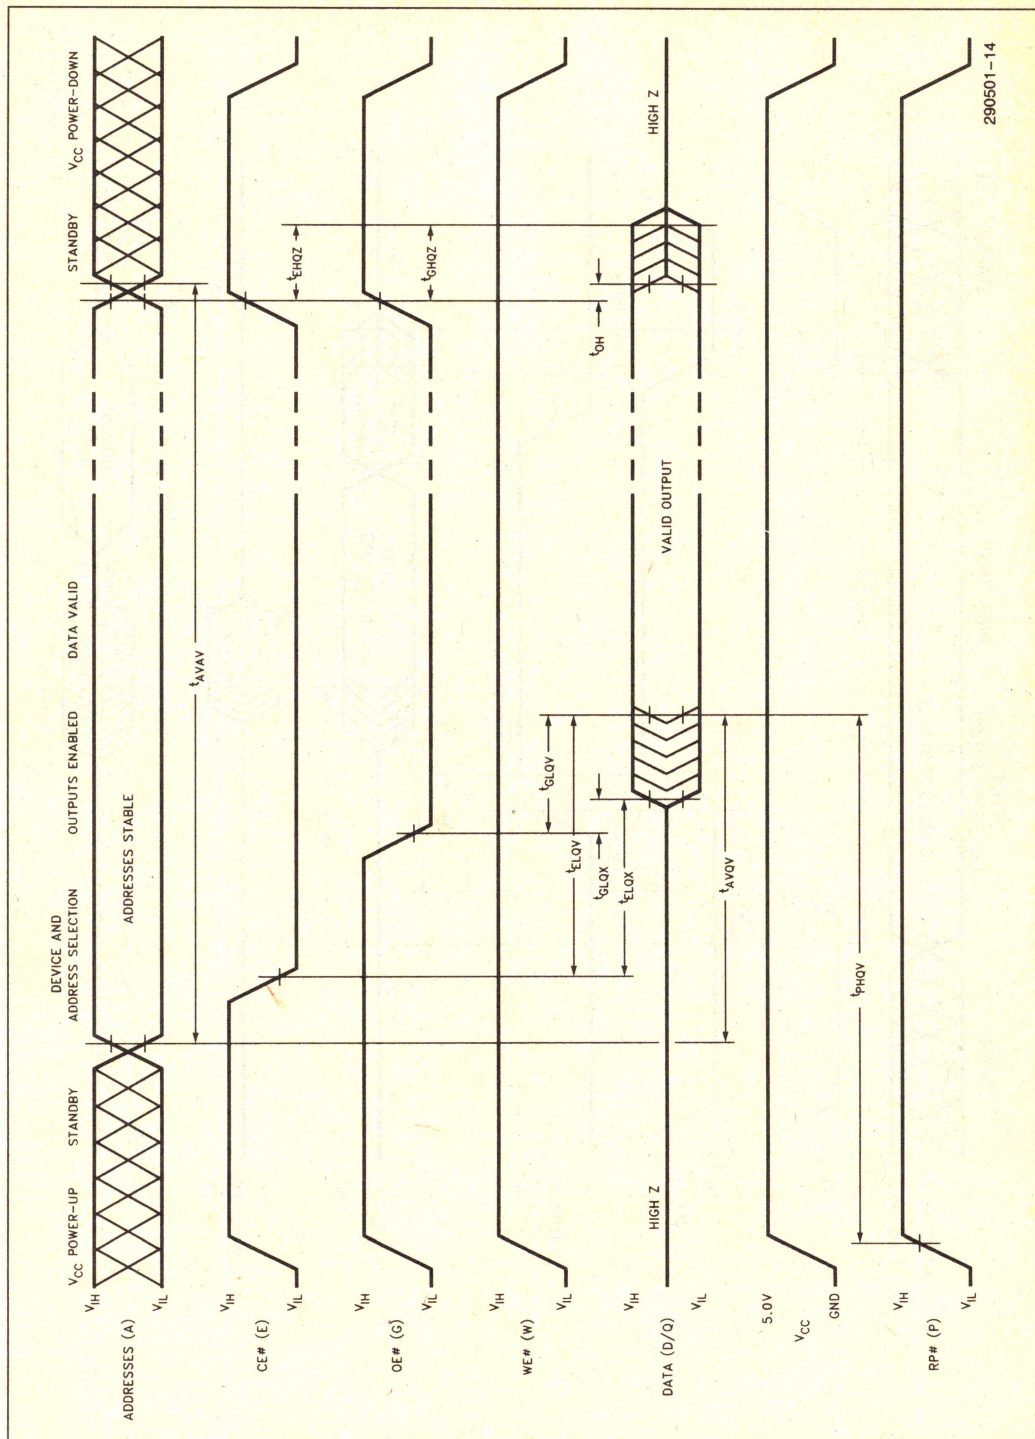 VCC POWER-UP
STANDBY
DEVICE AND
ADDRESS SELECTION
OUTPUTS ENABLED
DATA VALID
STANDBY
VCC POWER-DOWN
ADDRESSES (A)
VIH
VIL
ADDRESSES STABLE
tAVAV
CE# (E)
VIH
VIL
tEHQZ
OE# (G)
VIH
VIL
tGHQZ
WE# (W)
VIH
VIL
tGLQV
tELQV
tGLQX
tELQX
tOH
DATA (D/Q)
VIH
VIL
HIGH Z
VALID OUTPUT
HIGH Z
tAVQV
5.0V
VCC
GND
tPHQV
RP# (P)
VIH
VIL
290501-14